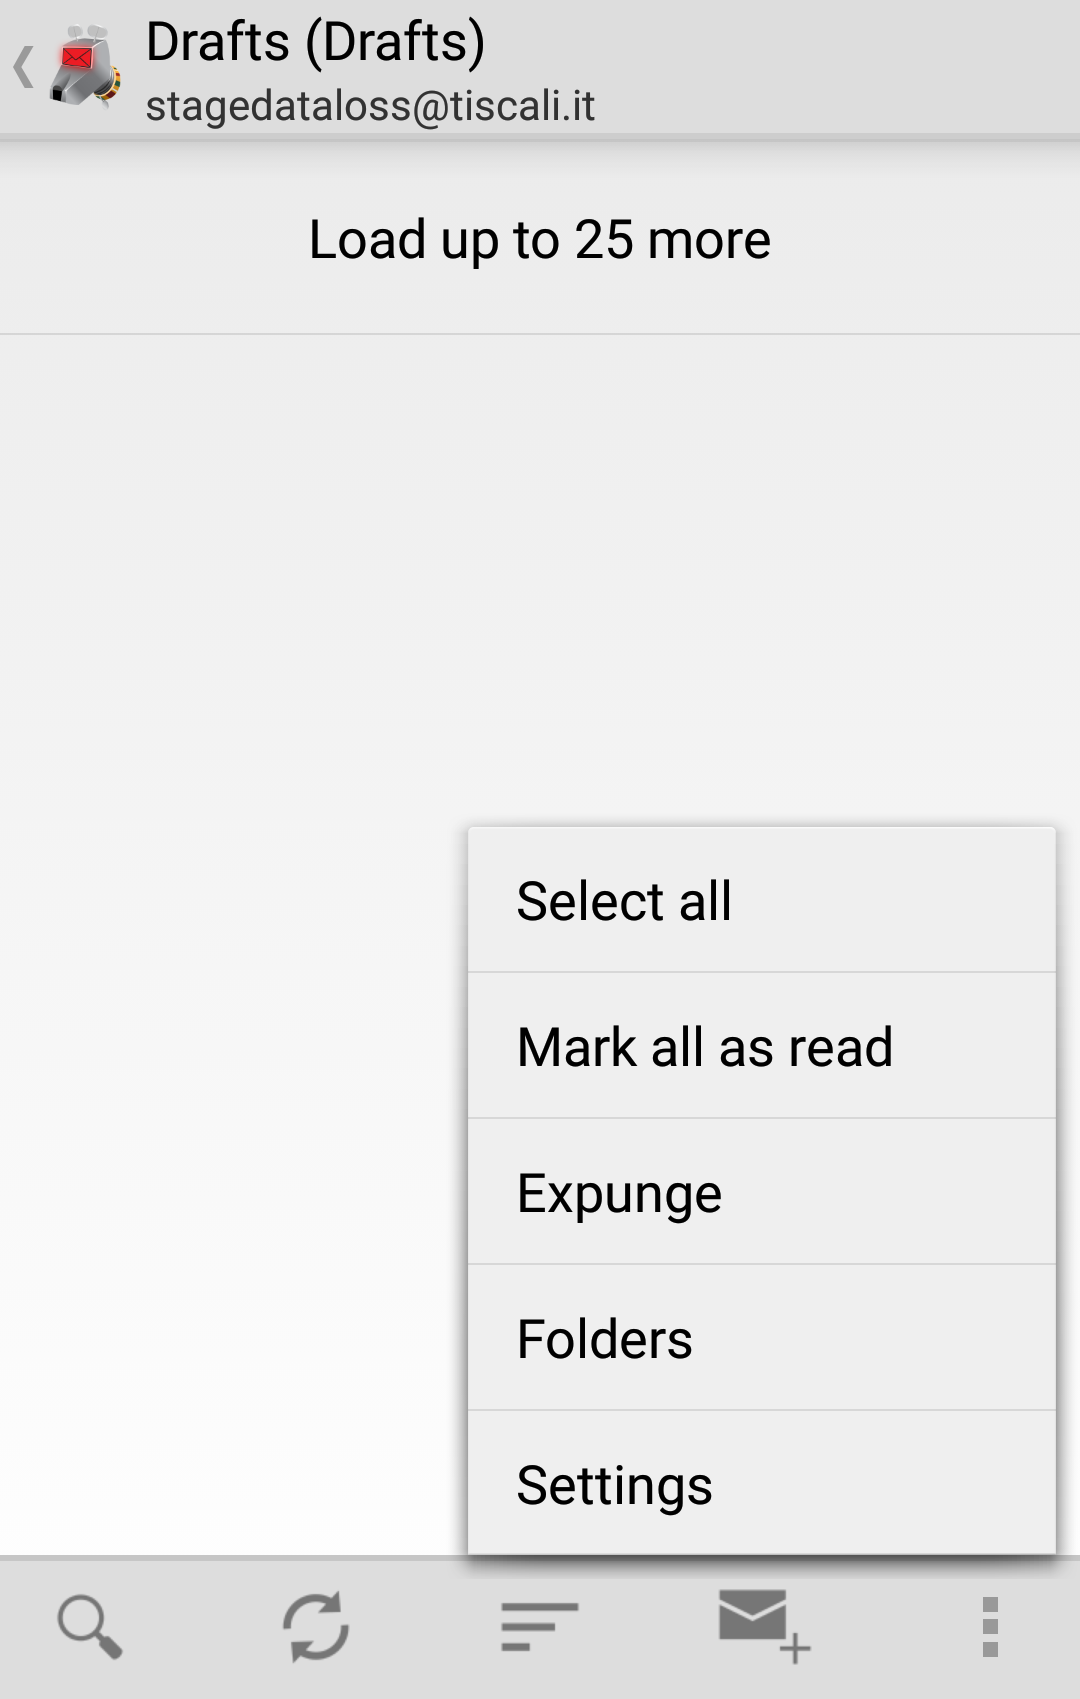 Drafts (Drafts)
stagedataloss@tiscali.it
Load up to 25 more
Select all
Mark all as read
Expunge
Folders
Settings